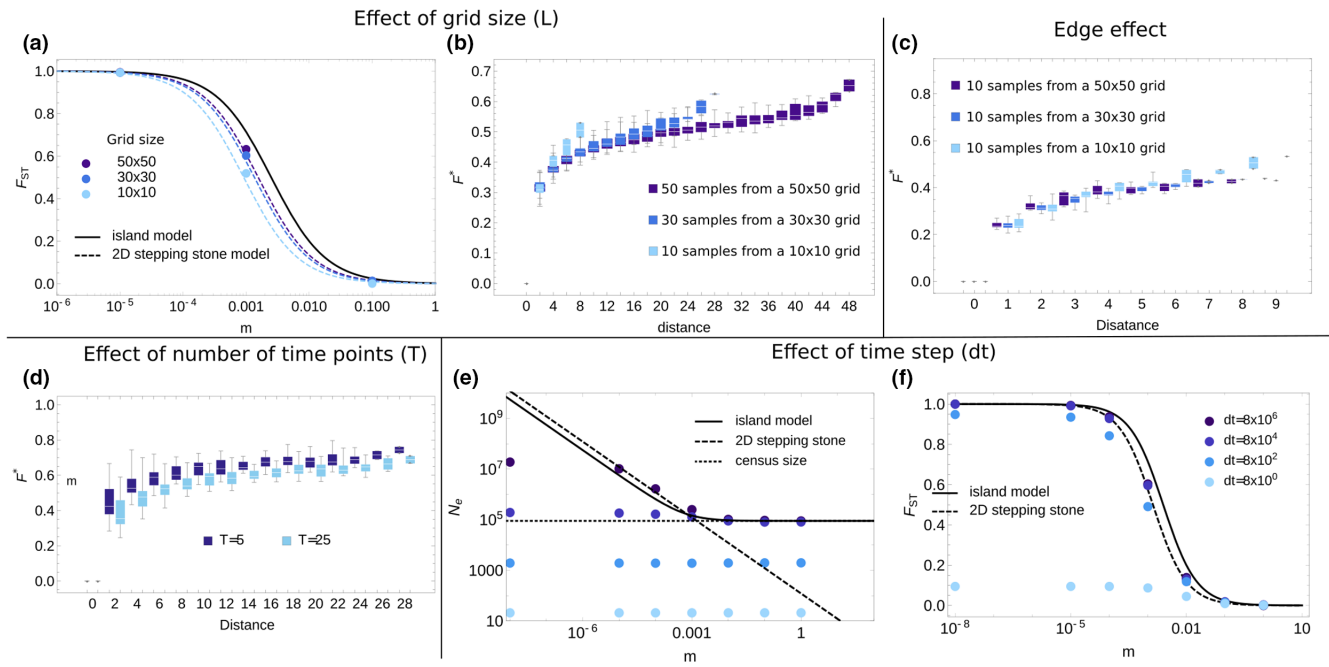 Effect of grid size (L)
Edge effect
(a)
(b)
(c)
1.0
0.8
0.6
0.4
0.2
0.0
F_ST
Grid size
50x50
30x30
10x10
island model
2D stepping stone model
10^-6
10^-5
10^-4
0.001
0.010
0.100
1
m
0.7
0.6
0.5
0.4
0.3
0.2
0.1
0.0
F*
50 samples from a 50x50 grid
30 samples from a 30x30 grid
10 samples from a 10x10 grid
0 4 8 12 16 20 24 28 32 36 40 44 48
distance
0.8
0.6
0.4
0.2
0.0
F*
10 samples from a 50x50 grid
10 samples from a 30x30 grid
10 samples from a 10x10 grid
0 1 2 3 4 5 6 7 8 9
Disatance
Effect of number of time points (T)
Effect of time step (dt)
(d)
(e)
(f)
1.0
0.8
0.6
0.4
0.2
0.0
F*
m
T=5
T=25
0 2 4 6 8 10 12 14 16 18 20 22 24 26 28
Distance
10^9
10^7
10^5
1000
10
N_e
island model
2D stepping stone
census size
10^-6
0.001
1
m
1.0
0.8
0.6
0.4
0.2
0.0
F_ST
dt=8x10^6
dt=8x10^4
dt=8x10^2
dt=8x10^0
island model
2D stepping stone
10^-8
10^-5
0.01
10
m